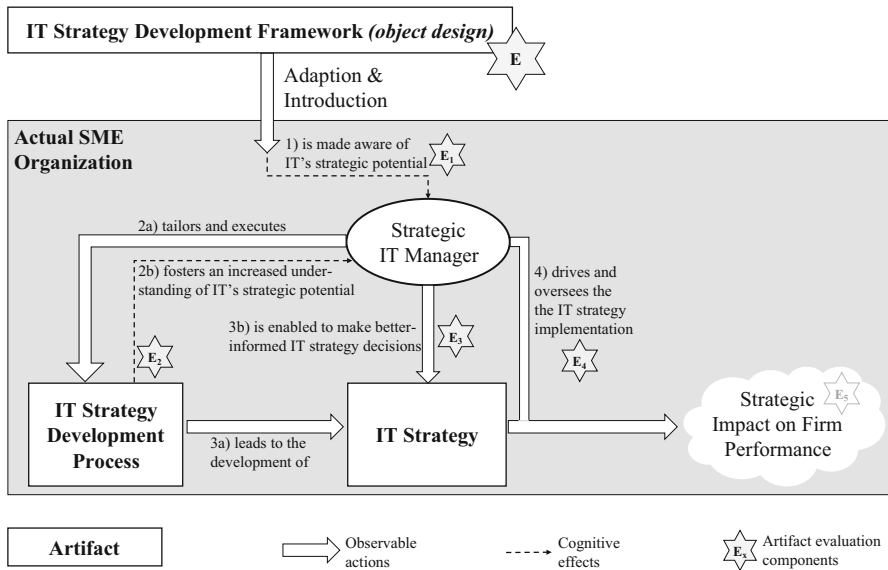 IT Strategy Development Framework (object design)
E
Adaption &
Introduction
Actual SME
Organization
1) is made aware of
IT's strategic potential
E1
Strategic
IT Manager
2a) tailors and executes
2b) fosters an increased under-
standing of IT's strategic potential
3b) is enabled to make better-
informed IT strategy decisions
E3
4) drives and
oversees the
the IT strategy
implementation
E4
E2
IT Strategy
Development
Process
3a) leads to the
development of
IT Strategy
Strategic
Impact on Firm
Performance
E5
Artifact
Observable
actions
Cognitive
effects
Ex
Artifact evaluation
components